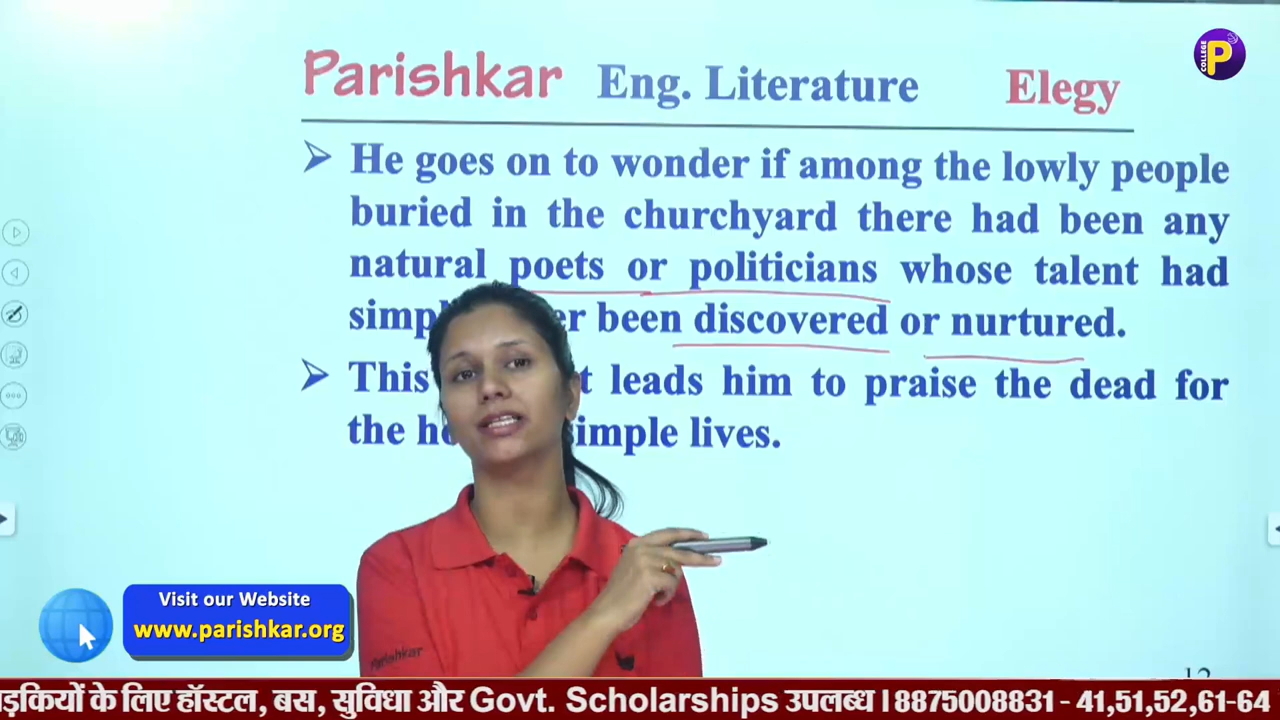 COLLEGE P
Parishkar Eng. Literature Elegy
➢ He goes on to wonder if among the lowly people
buried in the churchyard there had been any
natural poets or politicians whose talent had
been discovered or nurtured.
➢ This leads him to praise the dead for
the simple lives.
Visit our Website
www.parishkar.org
Parishkar
के लिए हॉस्टल, बस, सुविधा और Govt. Scholarships उपलब्ध । 8875008831 - 41,51,52,61-64